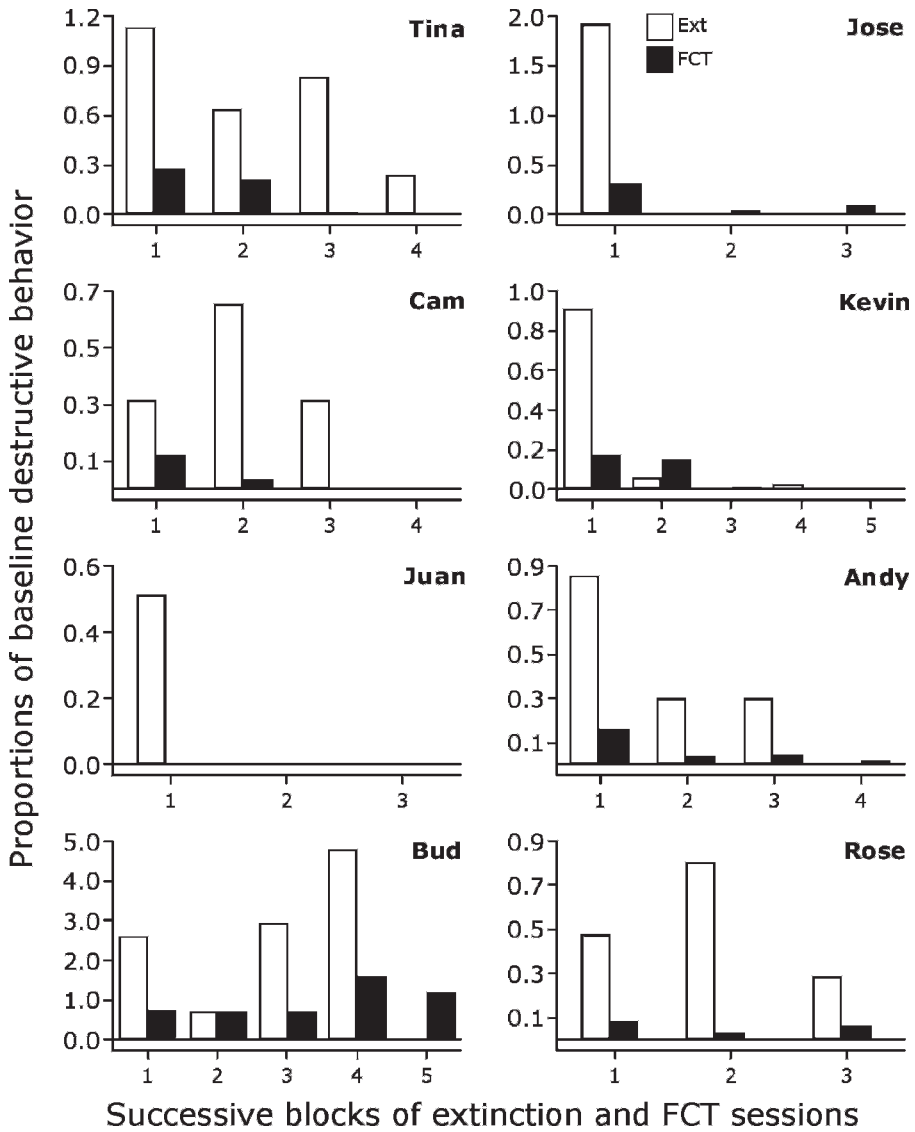 Proportions of baseline destructive behavior
Tina
1.2
0.9
0.6
0.3
0.0
1 2 3 4
Jose
Ext
FCT
2.0
1.5
1.0
0.5
0.0
1 2 3
Cam
0.7
0.5
0.3
0.1
1 2 3 4
Kevin
1.0
0.8
0.6
0.4
0.2
0.0
1 2 3 4 5
Juan
0.6
0.4
0.2
0.0
1 2 3
Andy
0.9
0.7
0.5
0.3
0.1
1 2 3 4
Bud
5.0
4.0
3.0
2.0
1.0
0.0
1 2 3 4 5
Rose
0.9
0.7
0.5
0.3
0.1
1 2 3
Successive blocks of extinction and FCT sessions